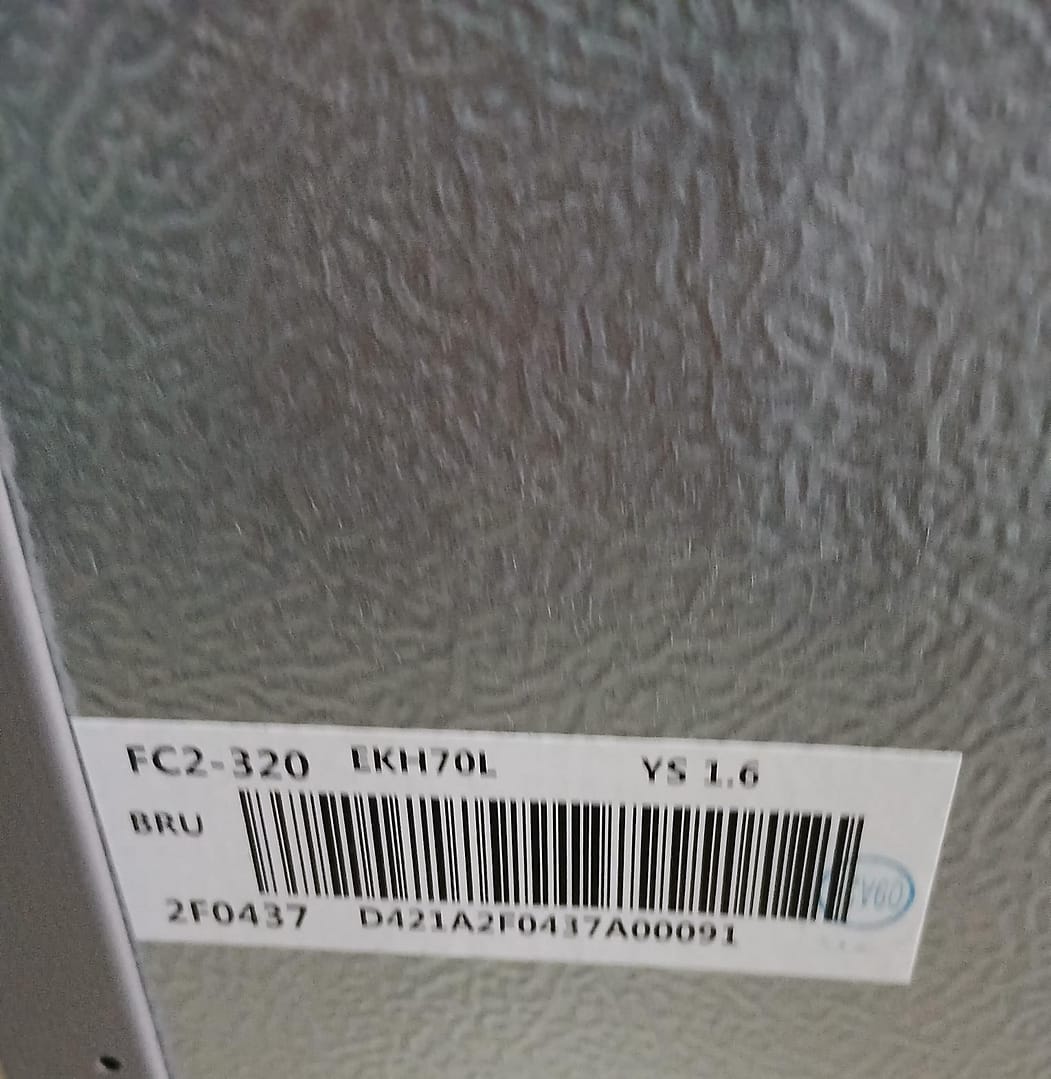 FC2-320 EKH70L YS 1.6
BRU
2F0437 D421A2F0437A00091